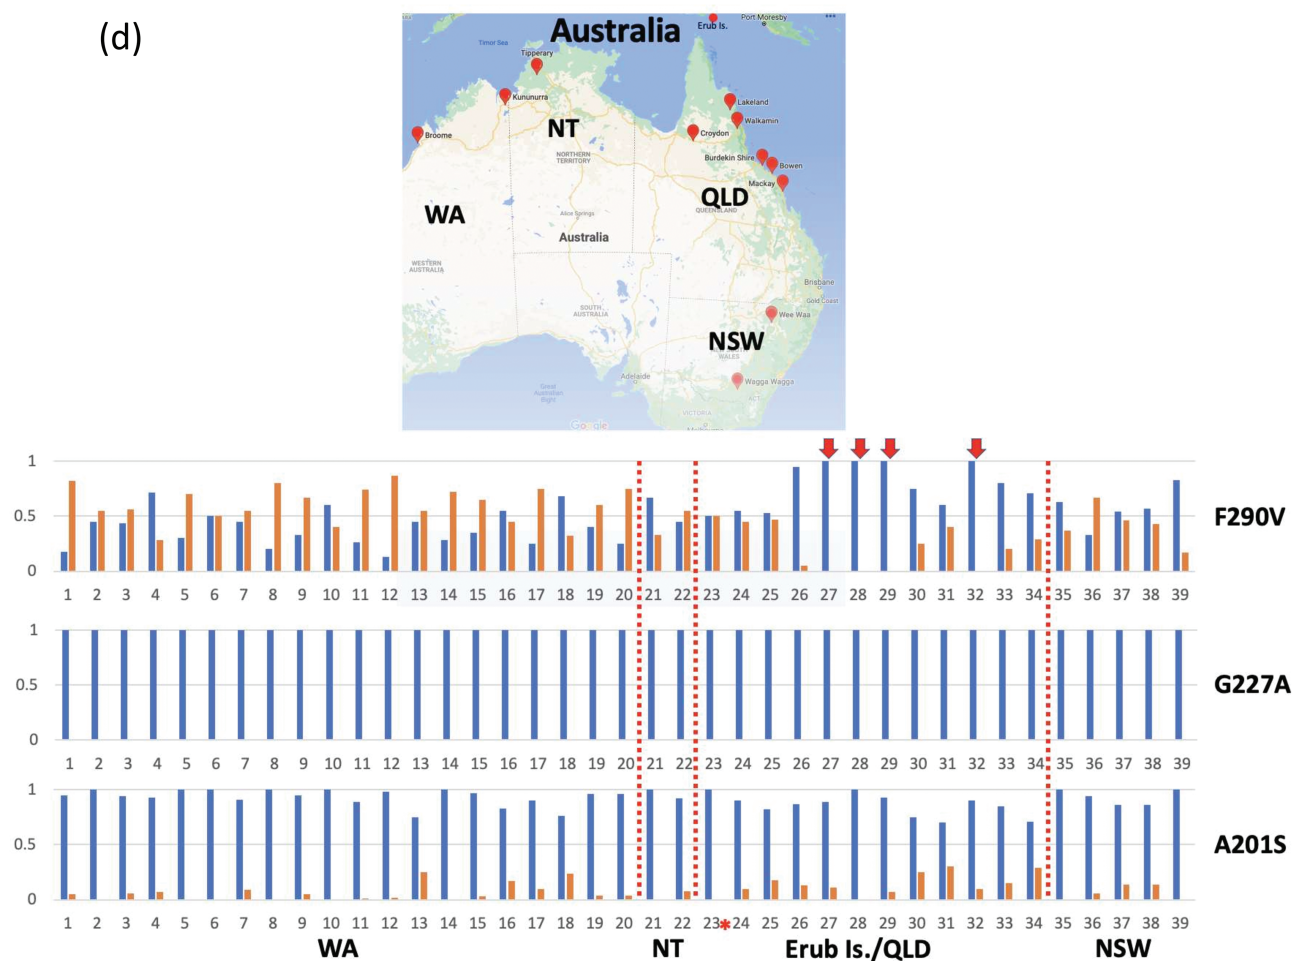 (d)
Australia
Port Moresby
Erub Is.
Timor Sea
Tipperary
Kununurra
Lakeland
Walkamin
NT
Croydon
Broome
NORTHERN
TERRITORY
Burdekin Shire
Bowen
Mackay
QLD
QUEENSLAND
WA
Alice Springs
Australia
WESTERN
AUSTRALIA
Brisbane
Gold Coast
SOUTH
AUSTRALIA
Wee Waa
NSW
WALES
Adelaide
Wagga Wagga
Great
Australian
Bight
ACT
VICTORIA
Google
1
0.5
0
F290V
1 2 3 4 5 6 7 8 9 10 11 12 13 14 15 16 17 18 19 20 21 22 23 24 25 26 27 28 29 30 31 32 33 34 35 36 37 38 39
1
0.5
0
G227A
1 2 3 4 5 6 7 8 9 10 11 12 13 14 15 16 17 18 19 20 21 22 23 24 25 26 27 28 29 30 31 32 33 34 35 36 37 38 39
1
0.5
0
A201S
1 2 3 4 5 6 7 8 9 10 11 12 13 14 15 16 17 18 19 20 21 22 23 * 24 25 26 27 28 29 30 31 32 33 34 35 36 37 38 39
WA NT Erub Is./QLD NSW